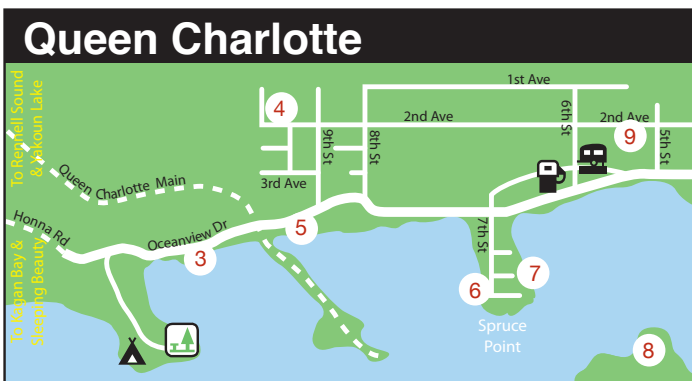 Queen Charlotte
To Rennell Sound
& Yakoun Lake
1st Ave
4
2nd Ave
6th St
2nd Ave
9
5th St
9th St
8th St
3rd Ave
Queen Charlotte Main
Honna Rd
Oceanview Dr
5
3
7th St
To Kagan Bay &
Sleeping Beauty
6
7
Spruce
Point
8